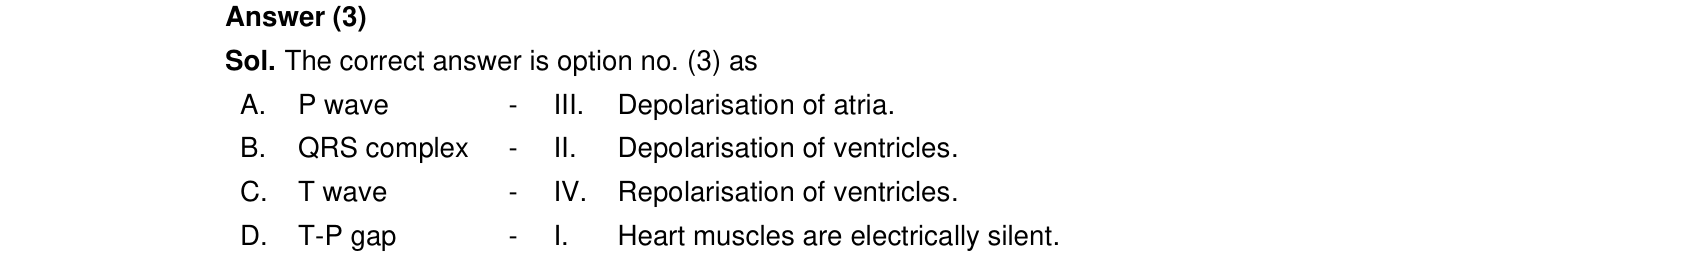 Answer (3)
Sol. The correct answer is option no. (3) as
A. P wave - III. Depolarisation of atria.
B. QRS complex - II. Depolarisation of ventricles.
C. T wave - IV. Repolarisation of ventricles.
D. T-P gap - I. Heart muscles are electrically silent.